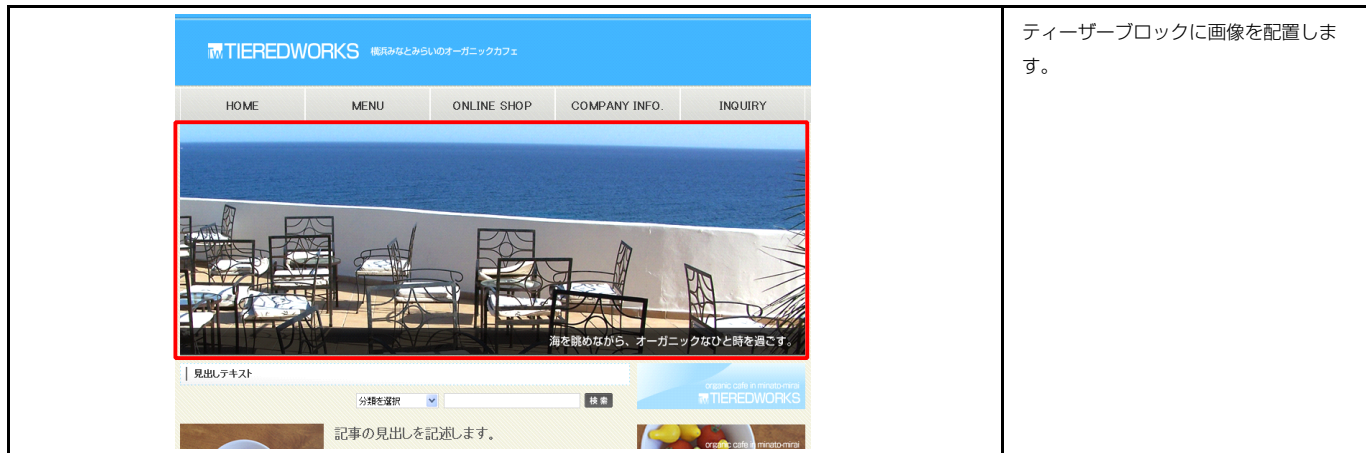 TW TIEREDWORKS 横浜みなとみらいのオーガニックカフェ
HOME MENU ONLINE SHOP COMPANY INFO. INQUIRY
海を眺めながら、オーガニックなひと時を過ごす。
見出しテキスト
分類を選択 検索
記事の見出しを記述します。
organic cafe in minato-mirai
TW TIEREDWORKS
organic cafe in minato-mirai
ティーザーブロックに画像を配置しま
す。